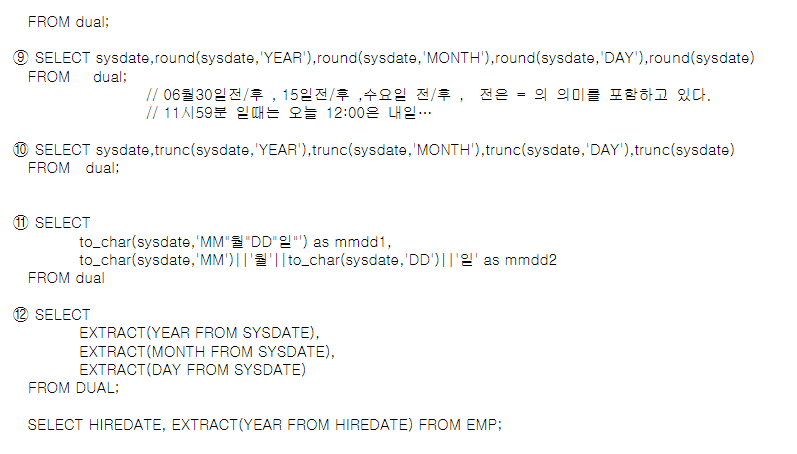 FROM dual;
⑨ SELECT sysdate,round(sysdate,'YEAR'),round(sysdate,'MONTH'),round(sysdate,'DAY'),round(sysdate)
FROM dual;
// 06월30일전/후 , 15일전/후 ,수요일 전/후 , 전은 = 의 의미를 포함하고 있다.
// 11시59분 일때는 오늘 12:00은 내일…
⑩ SELECT sysdate,trunc(sysdate,'YEAR'),trunc(sysdate,'MONTH'),trunc(sysdate,'DAY'),trunc(sysdate)
FROM dual;
⑪ SELECT
to_char(sysdate,'MM"월"DD"일"') as mmdd1,
to_char(sysdate,'MM')||'월'||to_char(sysdate,'DD')||'일' as mmdd2
FROM dual
⑫ SELECT
EXTRACT(YEAR FROM SYSDATE),
EXTRACT(MONTH FROM SYSDATE),
EXTRACT(DAY FROM SYSDATE)
FROM DUAL;
SELECT HIREDATE, EXTRACT(YEAR FROM HIREDATE) FROM EMP;